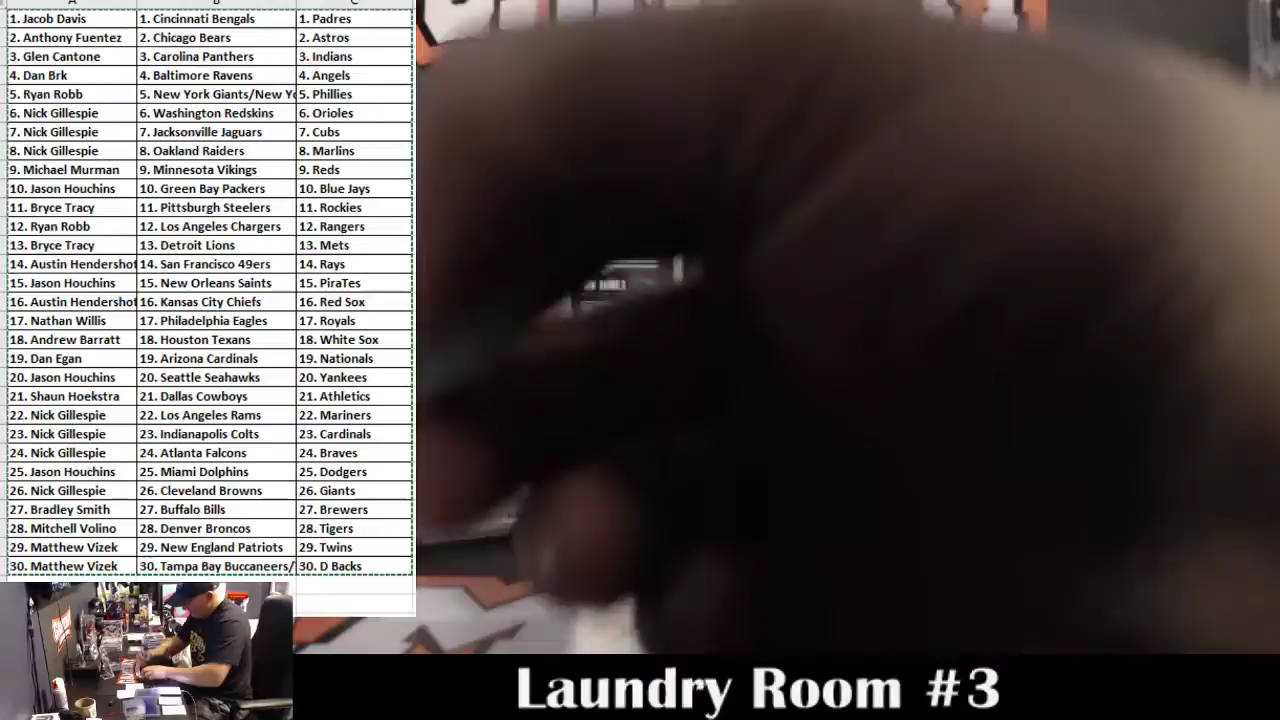 1. Jacob Davis 1. Cincinnati Bengals 1. Padres
2. Anthony Fuentez 2. Chicago Bears 2. Astros
3. Glen Cantone 3. Carolina Panthers 3. Indians
4. Dan Brk 4. Baltimore Ravens 4. Angels
5. Ryan Robb 5. New York Giants/New Yo 5. Phillies
6. Nick Gillespie 6. Washington Redskins 6. Orioles
7. Nick Gillespie 7. Jacksonville Jaguars 7. Cubs
8. Nick Gillespie 8. Oakland Raiders 8. Marlins
9. Michael Murman 9. Minnesota Vikings 9. Reds
10. Jason Houchins 10. Green Bay Packers 10. Blue Jays
11. Bryce Tracy 11. Pittsburgh Steelers 11. Rockies
12. Ryan Robb 12. Los Angeles Chargers 12. Rangers
13. Bryce Tracy 13. Detroit Lions 13. Mets
14. Austin Hendershot 14. San Francisco 49ers 14. Rays
15. Jason Houchins 15. New Orleans Saints 15. PiraTes
16. Austin Hendershot 16. Kansas City Chiefs 16. Red Sox
17. Nathan Willis 17. Philadelphia Eagles 17. Royals
18. Andrew Barratt 18. Houston Texans 18. White Sox
19. Dan Egan 19. Arizona Cardinals 19. Nationals
20. Jason Houchins 20. Seattle Seahawks 20. Yankees
21. Shaun Hoekstra 21. Dallas Cowboys 21. Athletics
22. Nick Gillespie 22. Los Angeles Rams 22. Mariners
23. Nick Gillespie 23. Indianapolis Colts 23. Cardinals
24. Nick Gillespie 24. Atlanta Falcons 24. Braves
25. Jason Houchins 25. Miami Dolphins 25. Dodgers
26. Nick Gillespie 26. Cleveland Browns 26. Giants
27. Bradley Smith 27. Buffalo Bills 27. Brewers
28. Mitchell Volino 28. Denver Broncos 28. Tigers
29. Matthew Vizek 29. New England Patriots 29. Twins
30. Matthew Vizek 30. Tampa Bay Buccaneers/ 30. D Backs
Laundry Room #3